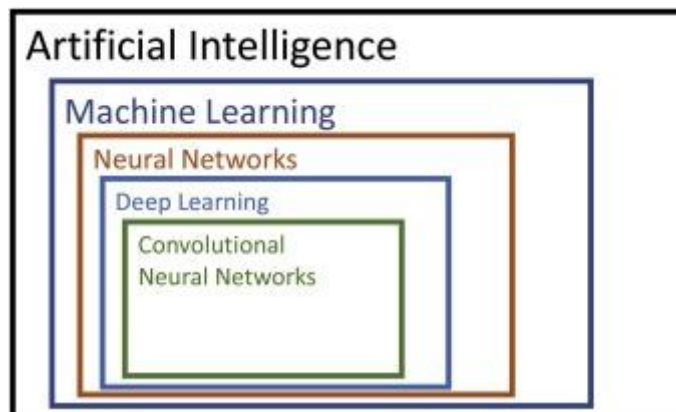 Artificial Intelligence
Machine Learning
Neural Networks
Deep Learning
Convolutional
Neural Networks